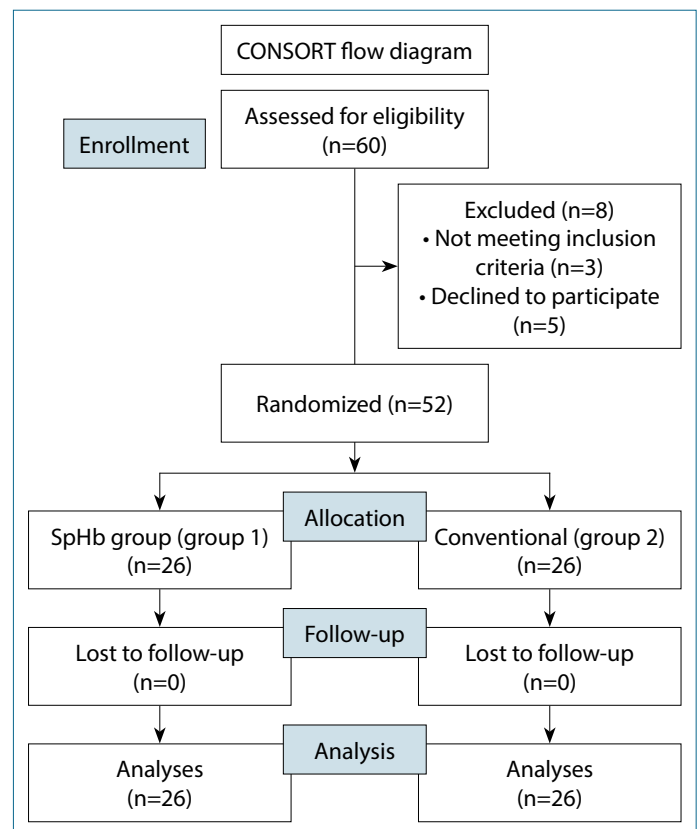 CONSORT flow diagram
Assessed for eligibility
(n=60)
Enrollment
Excluded (n=8)
• Not meeting inclusion
criteria (n=3)
• Declined to participate
(n=5)
Randomized (n=52)
Allocation
SpHb group (group 1)
(n=26)
Conventional (group 2)
(n=26)
Follow-up
Lost to follow-up
(n=0)
Lost to follow-up
(n=0)
Analysis
Analyses
(n=26)
Analyses
(n=26)